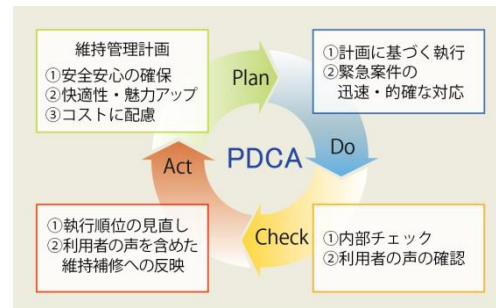 維持管理計画
①安全安心の確保
②快適性・魅力アップ
③コストに配慮
Plan
①計画に基づく執行
②緊急案件の
迅速・的確な対応
Do
PDCA
Act
Check
①執行順位の見直し
②利用者の声を含めた
維持補修への反映
①内部チェック
②利用者の声の確認